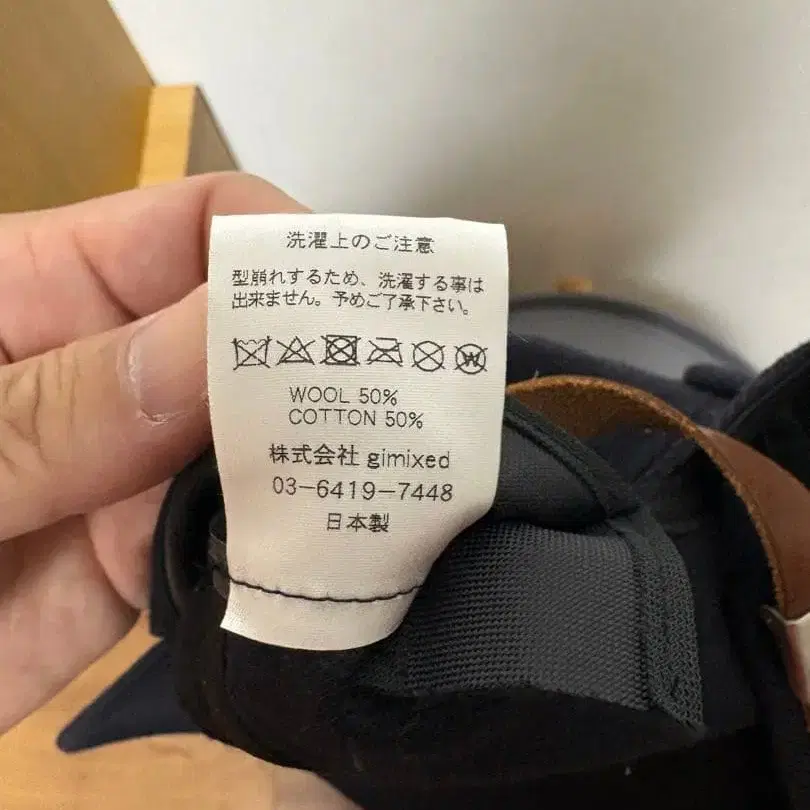 洗濯上のご注意
型崩れするため、洗濯する事は
出来ません。予めご了承下さい。
WOOL 50%
COTTON 50%
株式会社 gimixed
03-6419-7448
日本製